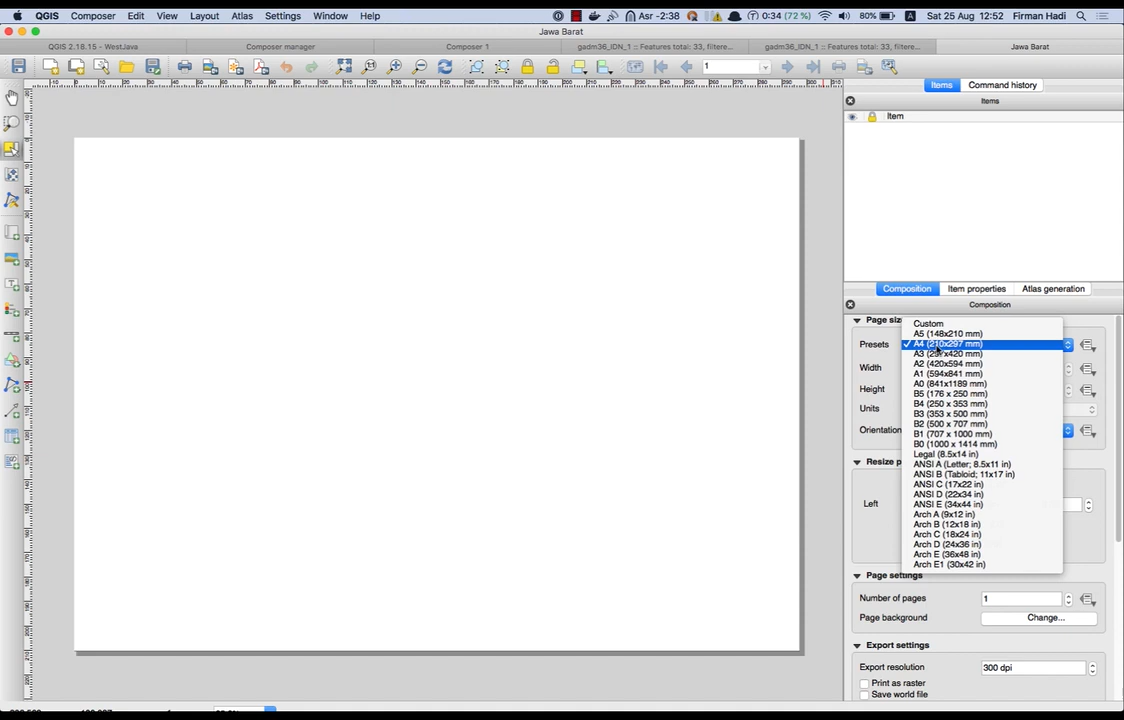 QGIS Composer Edit View Layout Atlas Settings Window Help Asr -2:38 0:34 (72 %) 80% A Sat 25 Aug 12:52 Firman Hadi
Jawa Barat
QGIS 2.18.15 - WestJava Composer manager Composer 1 gadm36_IDN_1 :: Features total: 33, filtere... gadm36_IDN_1 :: Features total: 33, filtere... Jawa Barat
1
Items Command history
Items
Item
Composition Item properties Atlas generation
Composition
Page siz
Custom
A5 (148x210 mm)
Presets ✓ A4 (210x297 mm)
A3 (297x420 mm)
Width A2 (420x594 mm)
A1 (594x841 mm)
Height A0 (841x1189 mm)
B5 (176 x 250 mm)
Units B4 (250 x 353 mm)
B3 (353 x 500 mm)
Orientation B2 (500 x 707 mm)
B1 (707 x 1000 mm)
B0 (1000 x 1414 mm)
Legal (8.5x14 in)
Resize p ANSI A (Letter; 8.5x11 in)
ANSI B (Tabloid; 11x17 in)
ANSI C (17x22 in)
ANSI D (22x34 in)
Left ANSI E (34x44 in)
Arch A (9x12 in)
Arch B (12x18 in)
Arch C (18x24 in)
Arch D (24x36 in)
Arch E (36x48 in)
Arch E1 (30x42 in)
Page settings
Number of pages 1
Page background Change...
Export settings
Export resolution 300 dpi
Print as raster
Save world file